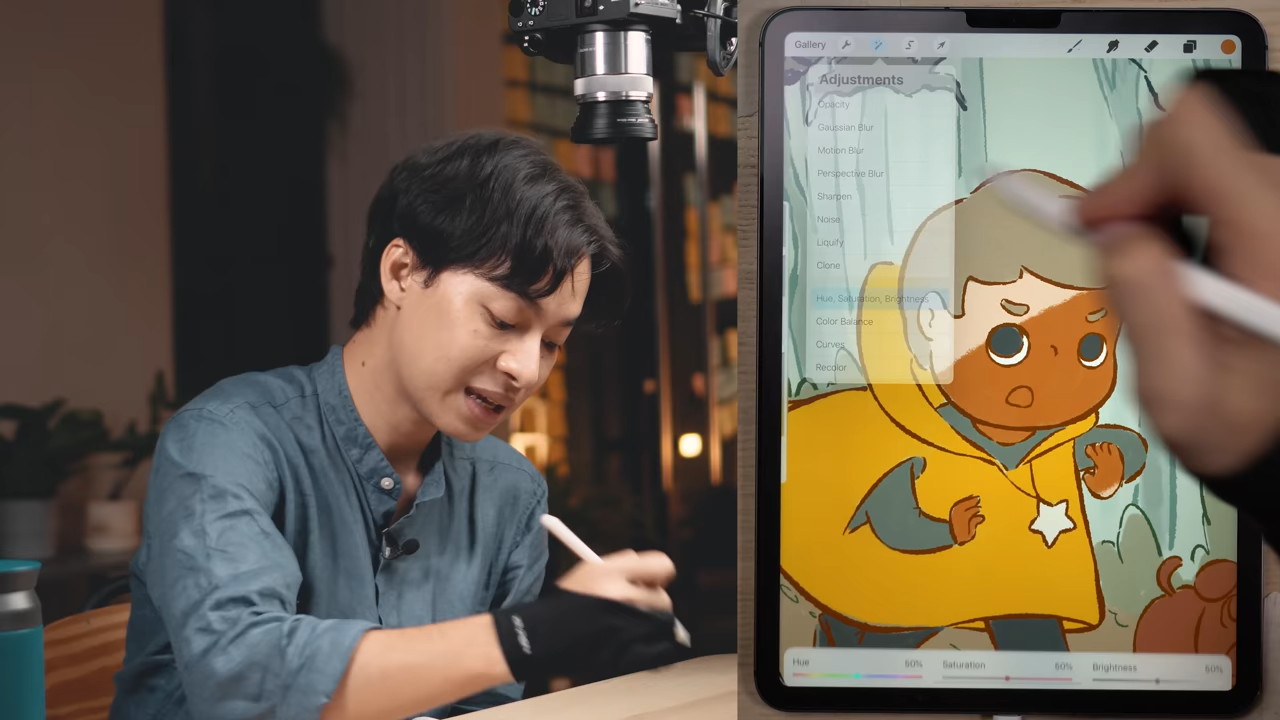 Gallery
Adjustments
Opacity
Gaussian Blur
Motion Blur
Perspective Blur
Sharpen
Noise
Liquify
Clone
Hue, Saturation, Brightness
Color Balance
Curves
Recolor
Hue 50% Saturation 50% Brightness 50%